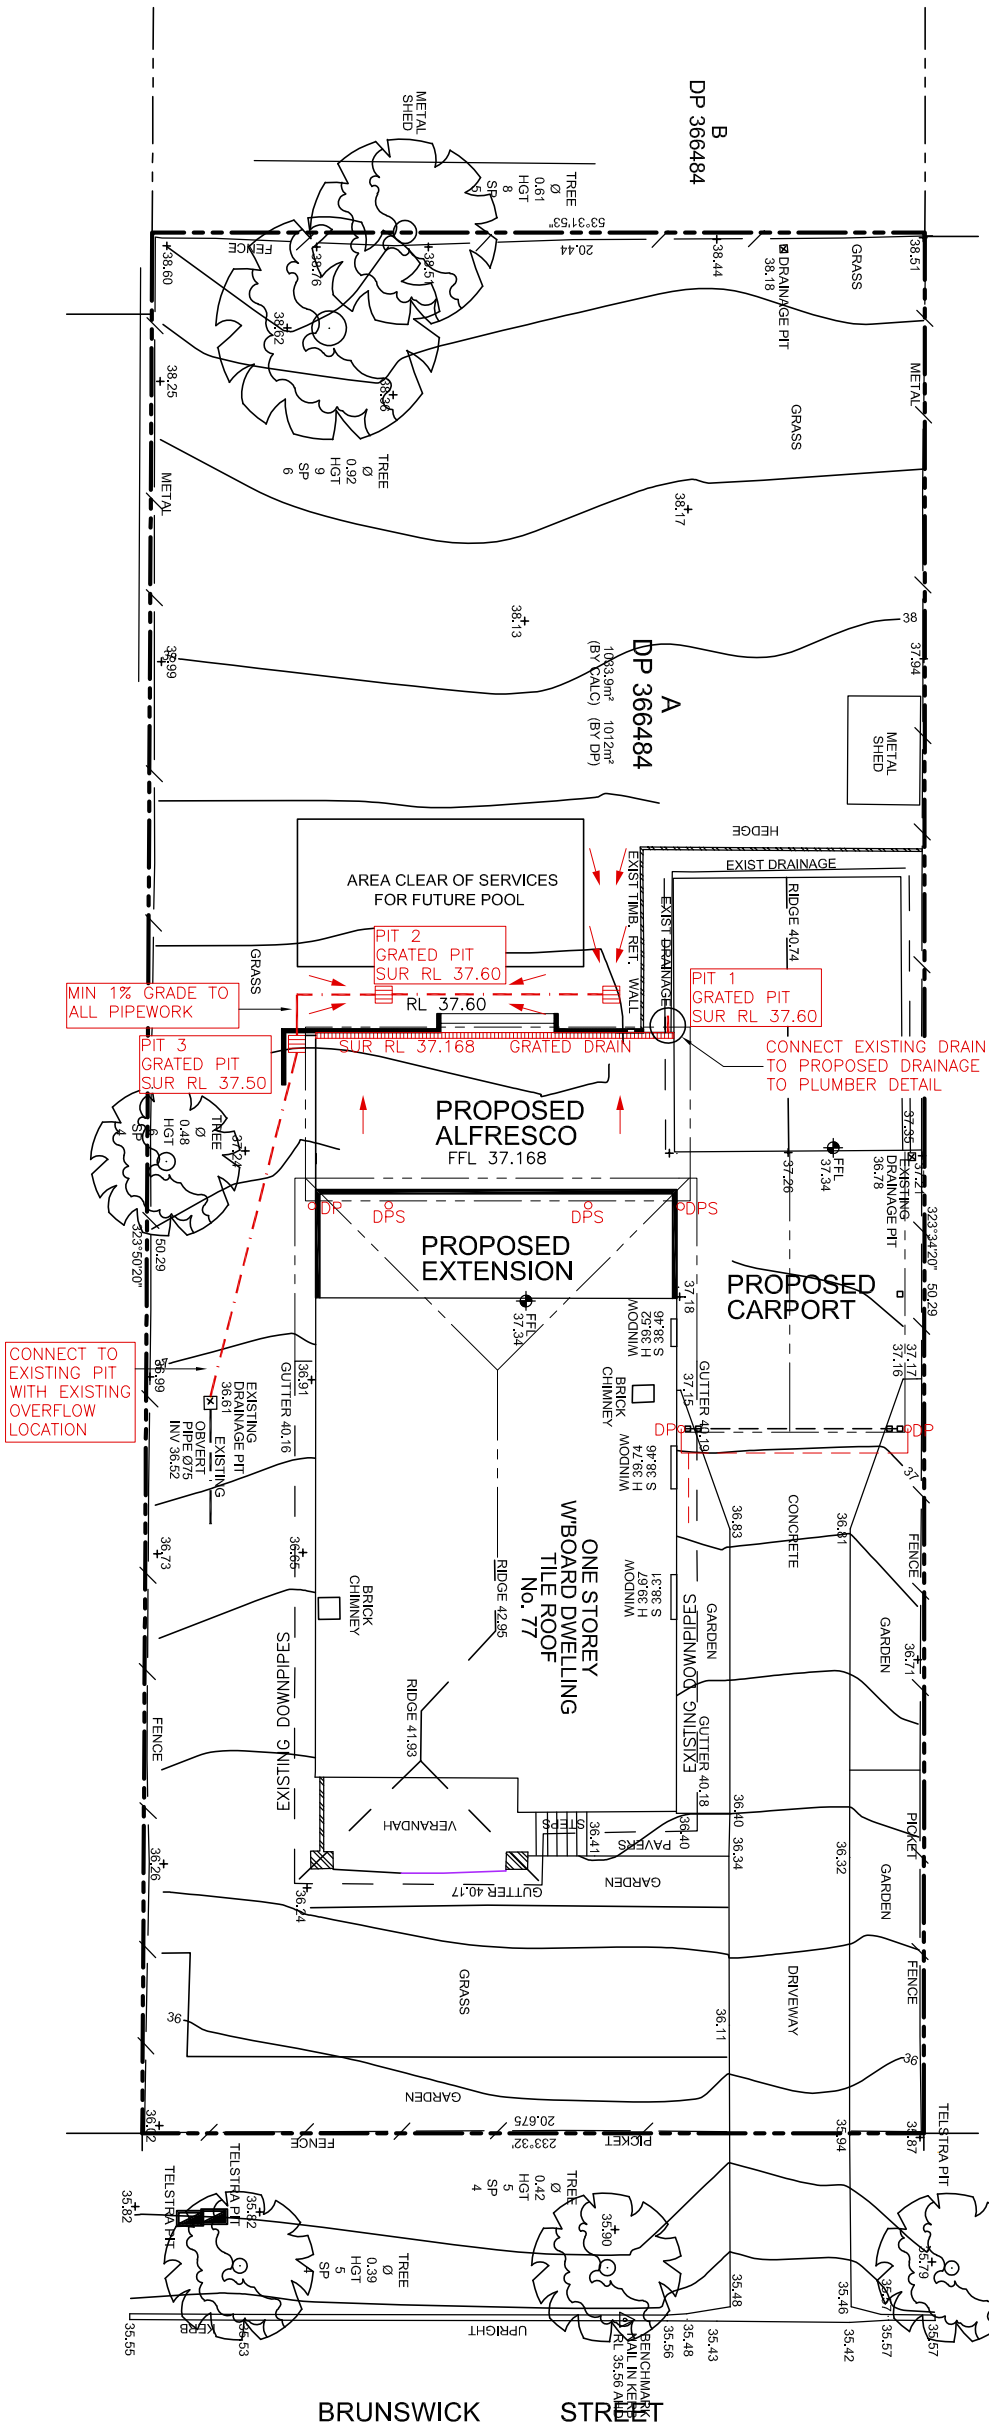 B
DP 366484
METAL
SHED
TREE
Ø
0.61
HGT
8
SP
5
53°31'53"
20.44
FENCE
38.60
38.76
38.51
38.44
38.18
DRAINAGE PIT
GRASS
38.51
38.62
38.36
38.25
METAL
GRASS
METAL
TREE
Ø
0.92
HGT
9
SP
6
38.17
38.13
38
37.94
37.99
A
DP 366484
1033.9m² 1012m²
(BY CALC) (BY DP)
METAL
SHED
HEDGE
EXIST DRAINAGE
EXIST TIMB. RET. WALL
EXIST DRAINAGE
RIDGE 40.74
AREA CLEAR OF SERVICES
FOR FUTURE POOL
PIT 2
GRATED PIT
SUR RL 37.60
GRASS
MIN 1% GRADE TO
ALL PIPEWORK
RL 37.60
PIT 1
GRATED PIT
SUR RL 37.60
PIT 3
GRATED PIT
SUR RL 37.50
SUR RL 37.168 GRATED DRAIN
CONNECT EXISTING DRAIN
TO PROPOSED DRAINAGE
TO PLUMBER DETAIL
PROPOSED
ALFRESCO
FFL 37.168
TREE
Ø
0.48
HGT
6
SP
4
37.24
37.35
37.21
EXISTING
DRAINAGE PIT
36.78
FFL
37.34
37.26
323°34'20" 50.29
323°50'20" 50.29
DP
DPS
DPS
DPS
PROPOSED
EXTENSION
FFL
37.34
PROPOSED
CARPORT
37.18
S 38.46
H 39.52
WINDOW
37.17
37.16
CONNECT TO
EXISTING PIT
WITH EXISTING
OVERFLOW
LOCATION
36.99
36.91
GUTTER 40.16
EXISTING
DRAINAGE PIT
36.61
EXISTING
OBVERT
PIPE Ø75
INV 36.52
BRICK
CHIMNEY
37.15
GUTTER 40.19
DP
DP
S 38.46
H 39.74
WINDOW
37
36.83
CONCRETE
36.81
FENCE
36.73
36.65
RIDGE 42.95
ONE STOREY
W'BOARD DWELLING
TILE ROOF
No. 77
S 38.31
H 39.67
WINDOW
BRICK
CHIMNEY
EXISTING DOWNPIPES
EXISTING DOWNPIPES
GARDEN
GARDEN
36.71
FENCE
RIDGE 41.93
GUTTER 40.18
VERANDAH
STEPS
36.41
36.40
PAVERS
36.40
36.34
36.32
PICKET
GARDEN
36.26
36.24
GUTTER 40.17
GARDEN
GRASS
36.11
DRIVEWAY
FENCE
36
36
GARDEN
36.02
FENCE
20.675
233°32'
PICKET
35.94
35.87
TELSTRA PIT
TELSTRA PIT
TELSTRA PIT
35.82
35.82
TREE
Ø
0.42
HGT
5
SP
4
TREE
Ø
0.39
HGT
5
SP
4
35.90
35.79
35.48
35.46
35.57
35.55
KERB
35.53
UPRIGHT
BENCHMARK
NAIL IN KERB
RL 35.56 AHD
35.56
35.48
35.43
35.42
35.57
35.57
BRUNSWICK STREET